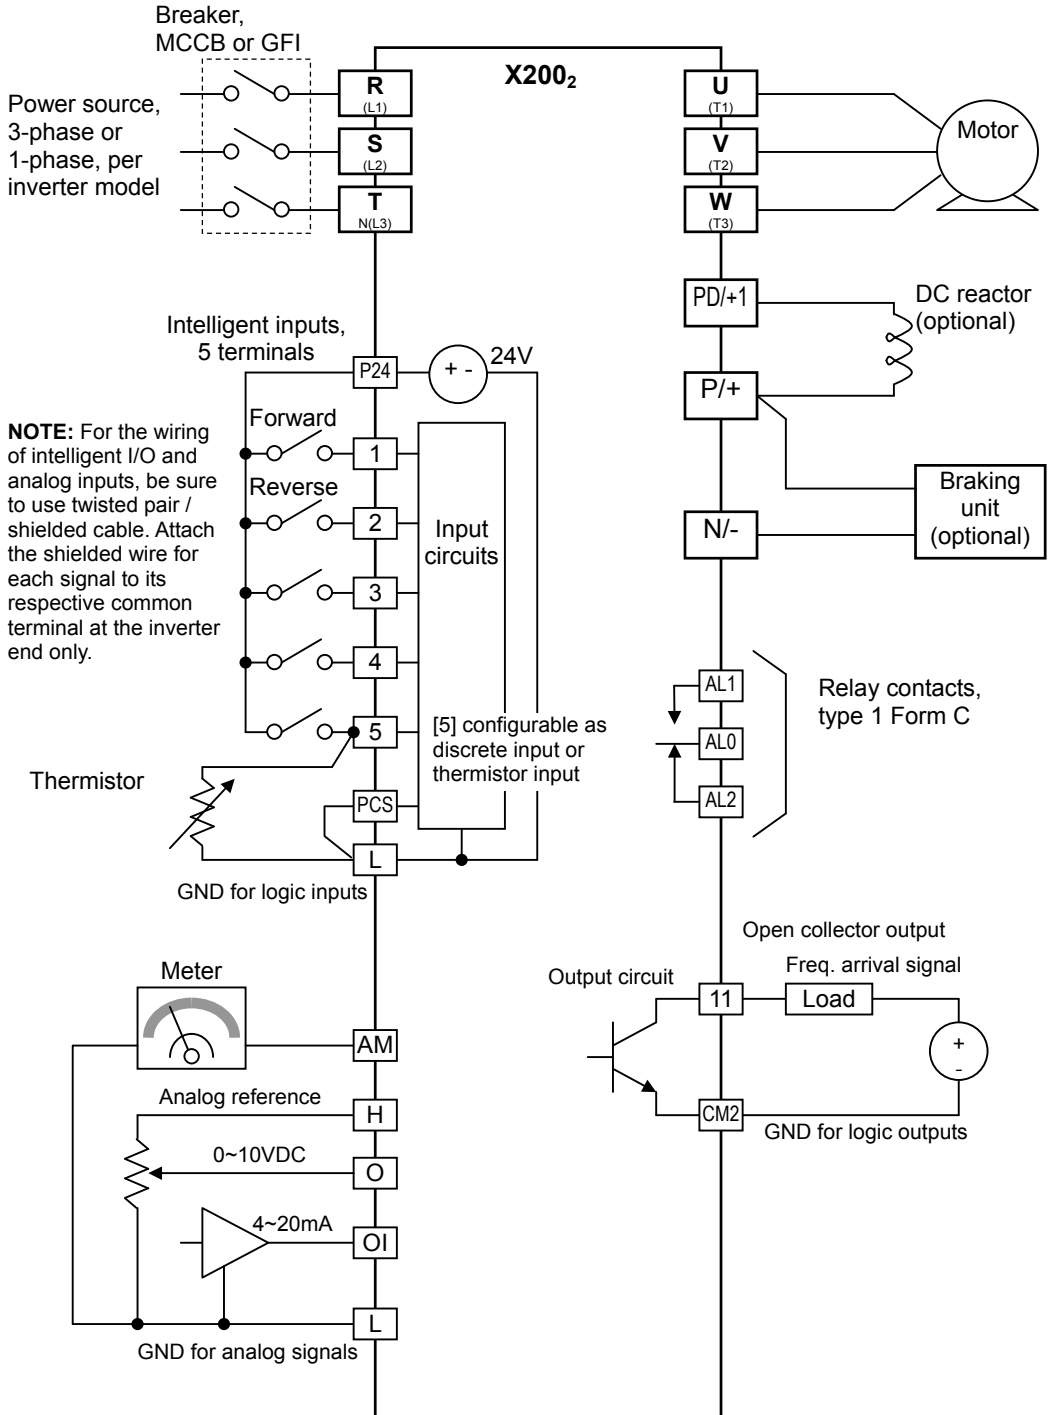 Breaker,
MCCB or GFI
X200₂
Power source,
3-phase or
1-phase, per
inverter model
R
(L1)
S
(L2)
T
N(L3)
U
(T1)
V
(T2)
W
(T3)
Motor
PD/+1
DC reactor
(optional)
P/+
Braking
unit
(optional)
N/-
Intelligent inputs,
5 terminals
P24
+ -
24V
NOTE: For the wiring
of intelligent I/O and
analog inputs, be sure
to use twisted pair /
shielded cable. Attach
the shielded wire for
each signal to its
respective common
terminal at the inverter
end only.
Forward
1
Reverse
2
3
4
5
Input
circuits
[5] configurable as
discrete input or
thermistor input
Thermistor
PCS
L
GND for logic inputs
AL1
AL0
AL2
Relay contacts,
type 1 Form C
Open collector output
Freq. arrival signal
Output circuit
11
Load
+
-
CM2
GND for logic outputs
Meter
AM
Analog reference
H
0~10VDC
O
4~20mA
OI
L
GND for analog signals